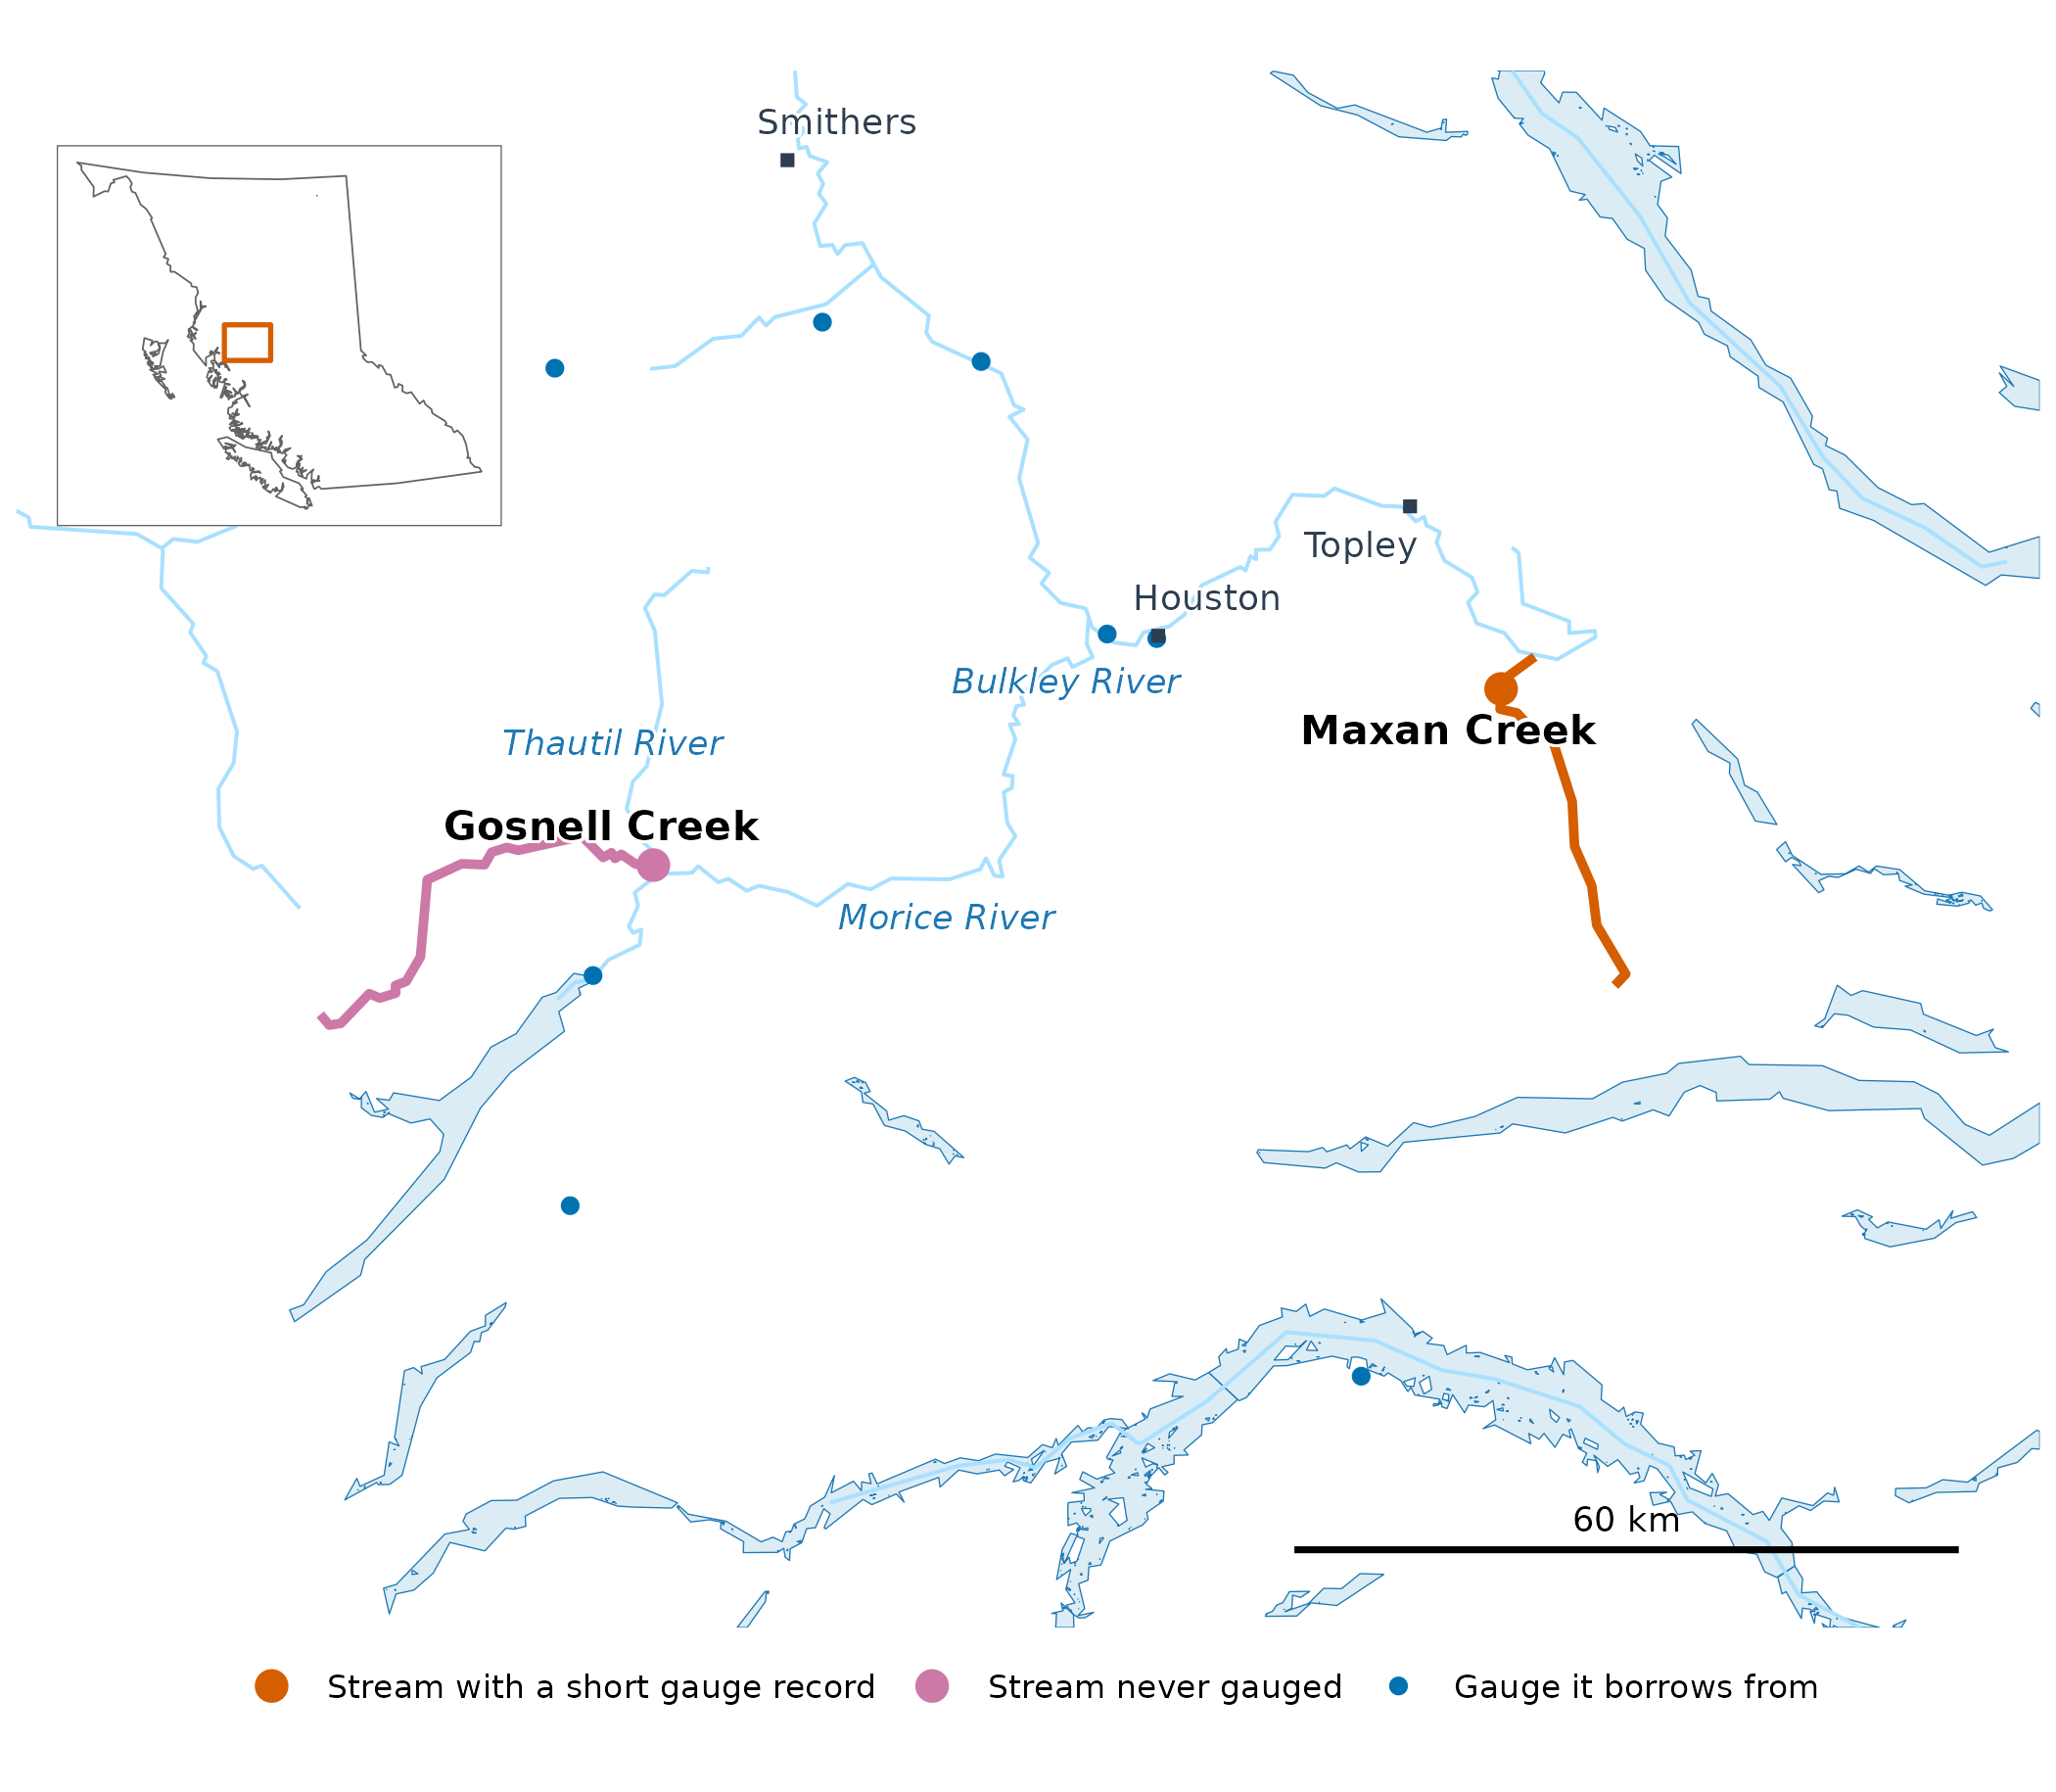 Smithers
Topley
Houston
Bulkley River
Maxan Creek
Thautil River
Gosnell Creek
Morice River
60 km
Stream with a short gauge record
Stream never gauged
Gauge it borrows from